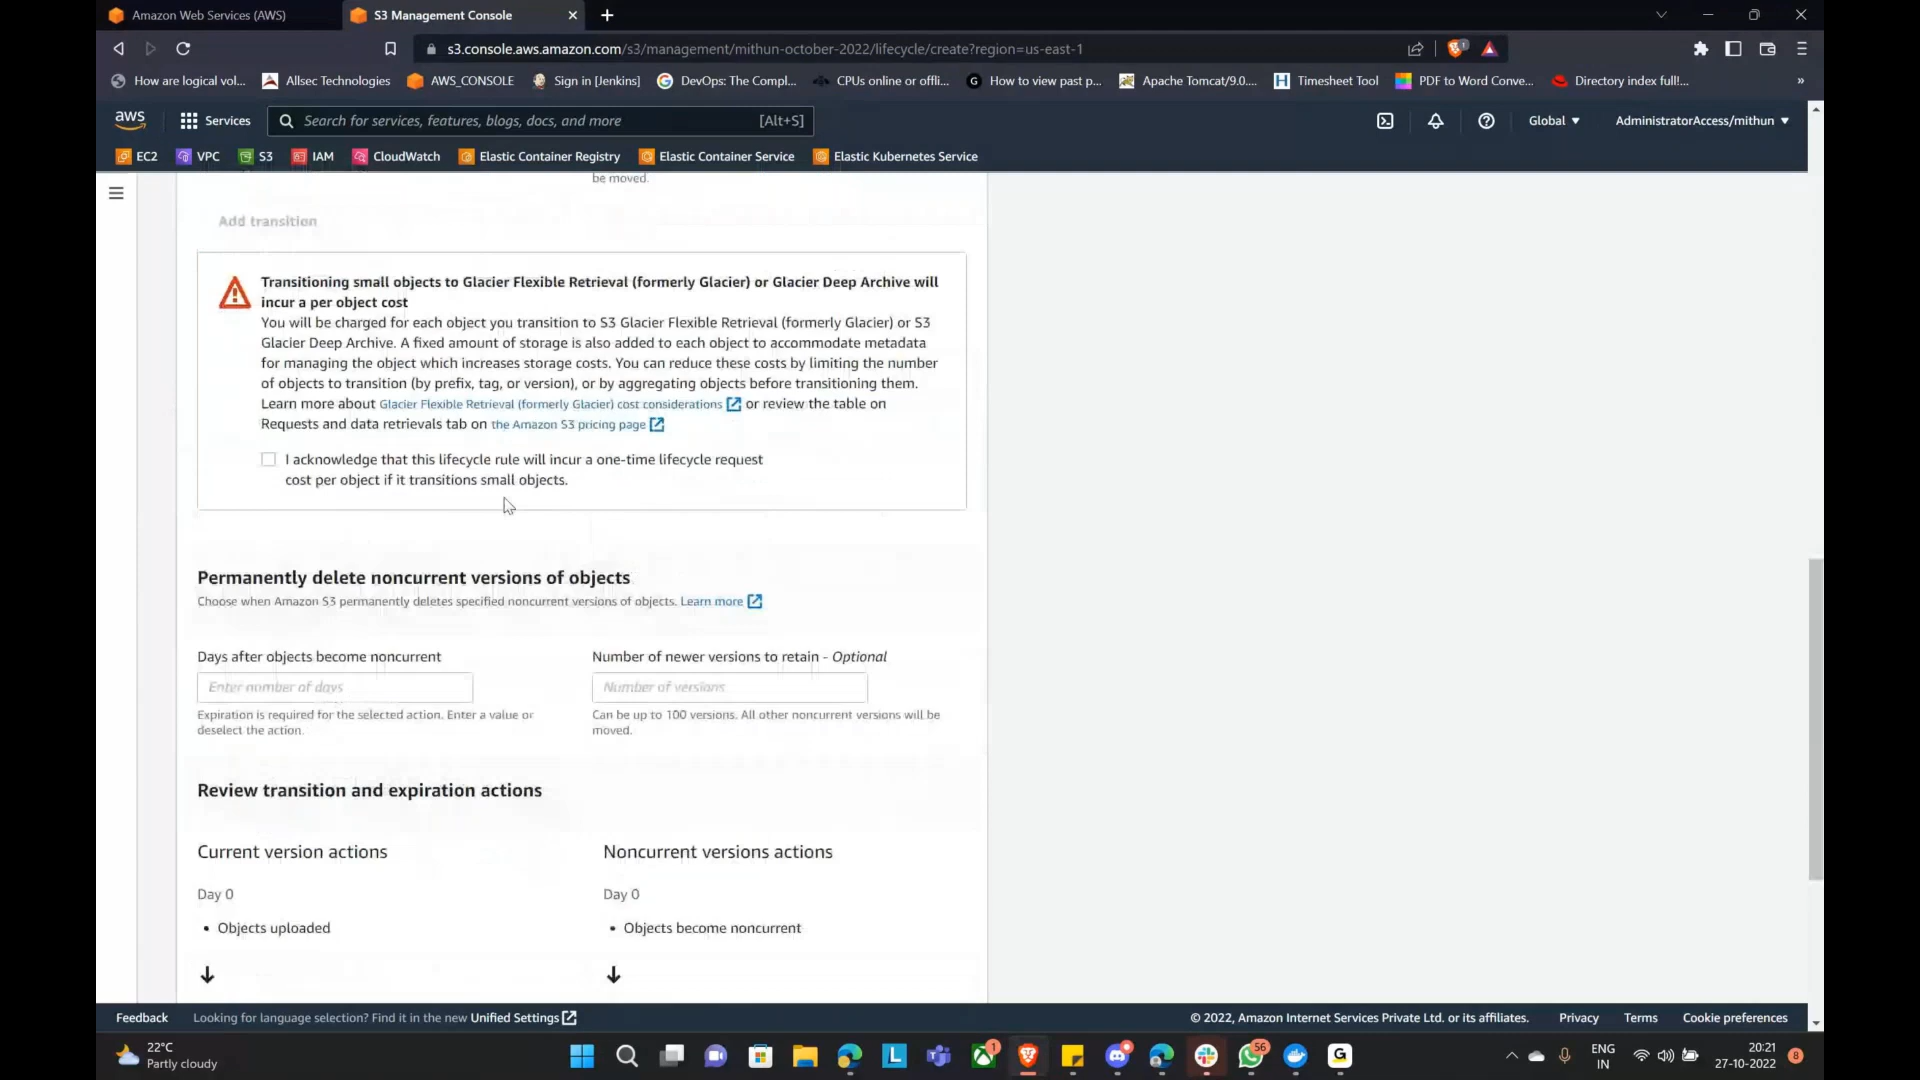 Amazon Web Services (AWS)
S3 Management Console
s3.console.aws.amazon.com/s3/management/mithun-october-2022/lifecycle/create?region=us-east-1
1
How are logical vol...
Allsec Technologies
AWS_CONSOLE
Sign in [Jenkins]
DevOps: The Compl...
CPUs online or offli...
G
How to view past p...
Apache Tomcat/9.0....
H
Timesheet Tool
PDF to Word Conve...
Directory index full!...
»
aws
Services
Search for services, features, blogs, docs, and more
[Alt+S]
Global
AdministratorAccess/mithun
EC2
VPC
S3
IAM
CloudWatch
Elastic Container Registry
Elastic Container Service
Elastic Kubernetes Service
be moved.
Add transition
Transitioning small objects to Glacier Flexible Retrieval (formerly Glacier) or Glacier Deep Archive will
incur a per object cost
You will be charged for each object you transition to S3 Glacier Flexible Retrieval (formerly Glacier) or S3
Glacier Deep Archive. A fixed amount of storage is also added to each object to accommodate metadata
for managing the object which increases storage costs. You can reduce these costs by limiting the number
of objects to transition (by prefix, tag, or version), or by aggregating objects before transitioning them.
Learn more about Glacier Flexible Retrieval (formerly Glacier) cost considerations or review the table on
Requests and data retrievals tab on the Amazon S3 pricing page
I acknowledge that this lifecycle rule will incur a one-time lifecycle request
cost per object if it transitions small objects.
Permanently delete noncurrent versions of objects
Choose when Amazon S3 permanently deletes specified noncurrent versions of objects. Learn more
Days after objects become noncurrent
Number of newer versions to retain - Optional
Enter number of days
Number of versions
Expiration is required for the selected action. Enter a value or
deselect the action.
Can be up to 100 versions. All other noncurrent versions will be
moved.
Review transition and expiration actions
Current version actions
Noncurrent versions actions
Day 0
Day 0
• Objects uploaded
• Objects become noncurrent
Feedback
Looking for language selection? Find it in the new Unified Settings
© 2022, Amazon Internet Services Private Ltd. or its affiliates.
Privacy
Terms
Cookie preferences
22°C
Partly cloudy
L
1
56
G
ENG
IN
20:21
27-10-2022
8